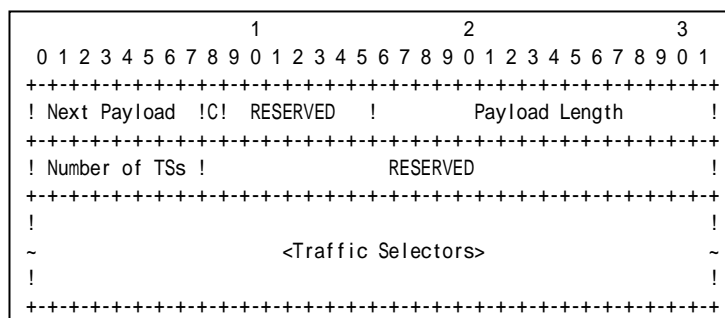 1                   2                   3
 0 1 2 3 4 5 6 7 8 9 0 1 2 3 4 5 6 7 8 9 0 1 2 3 4 5 6 7 8 9 0 1
+-+-+-+-+-+-+-+-+-+-+-+-+-+-+-+-+-+-+-+-+-+-+-+-+-+-+-+-+-+-+-+-+
! Next Payload  !C!  RESERVED   !         Payload Length        !
+-+-+-+-+-+-+-+-+-+-+-+-+-+-+-+-+-+-+-+-+-+-+-+-+-+-+-+-+-+-+-+-+
! Number of TSs !                 RESERVED                      !
+-+-+-+-+-+-+-+-+-+-+-+-+-+-+-+-+-+-+-+-+-+-+-+-+-+-+-+-+-+-+-+-+
!                                                               !
~                       <Traffic Selectors>                     ~
!                                                               !
+-+-+-+-+-+-+-+-+-+-+-+-+-+-+-+-+-+-+-+-+-+-+-+-+-+-+-+-+-+-+-+-+